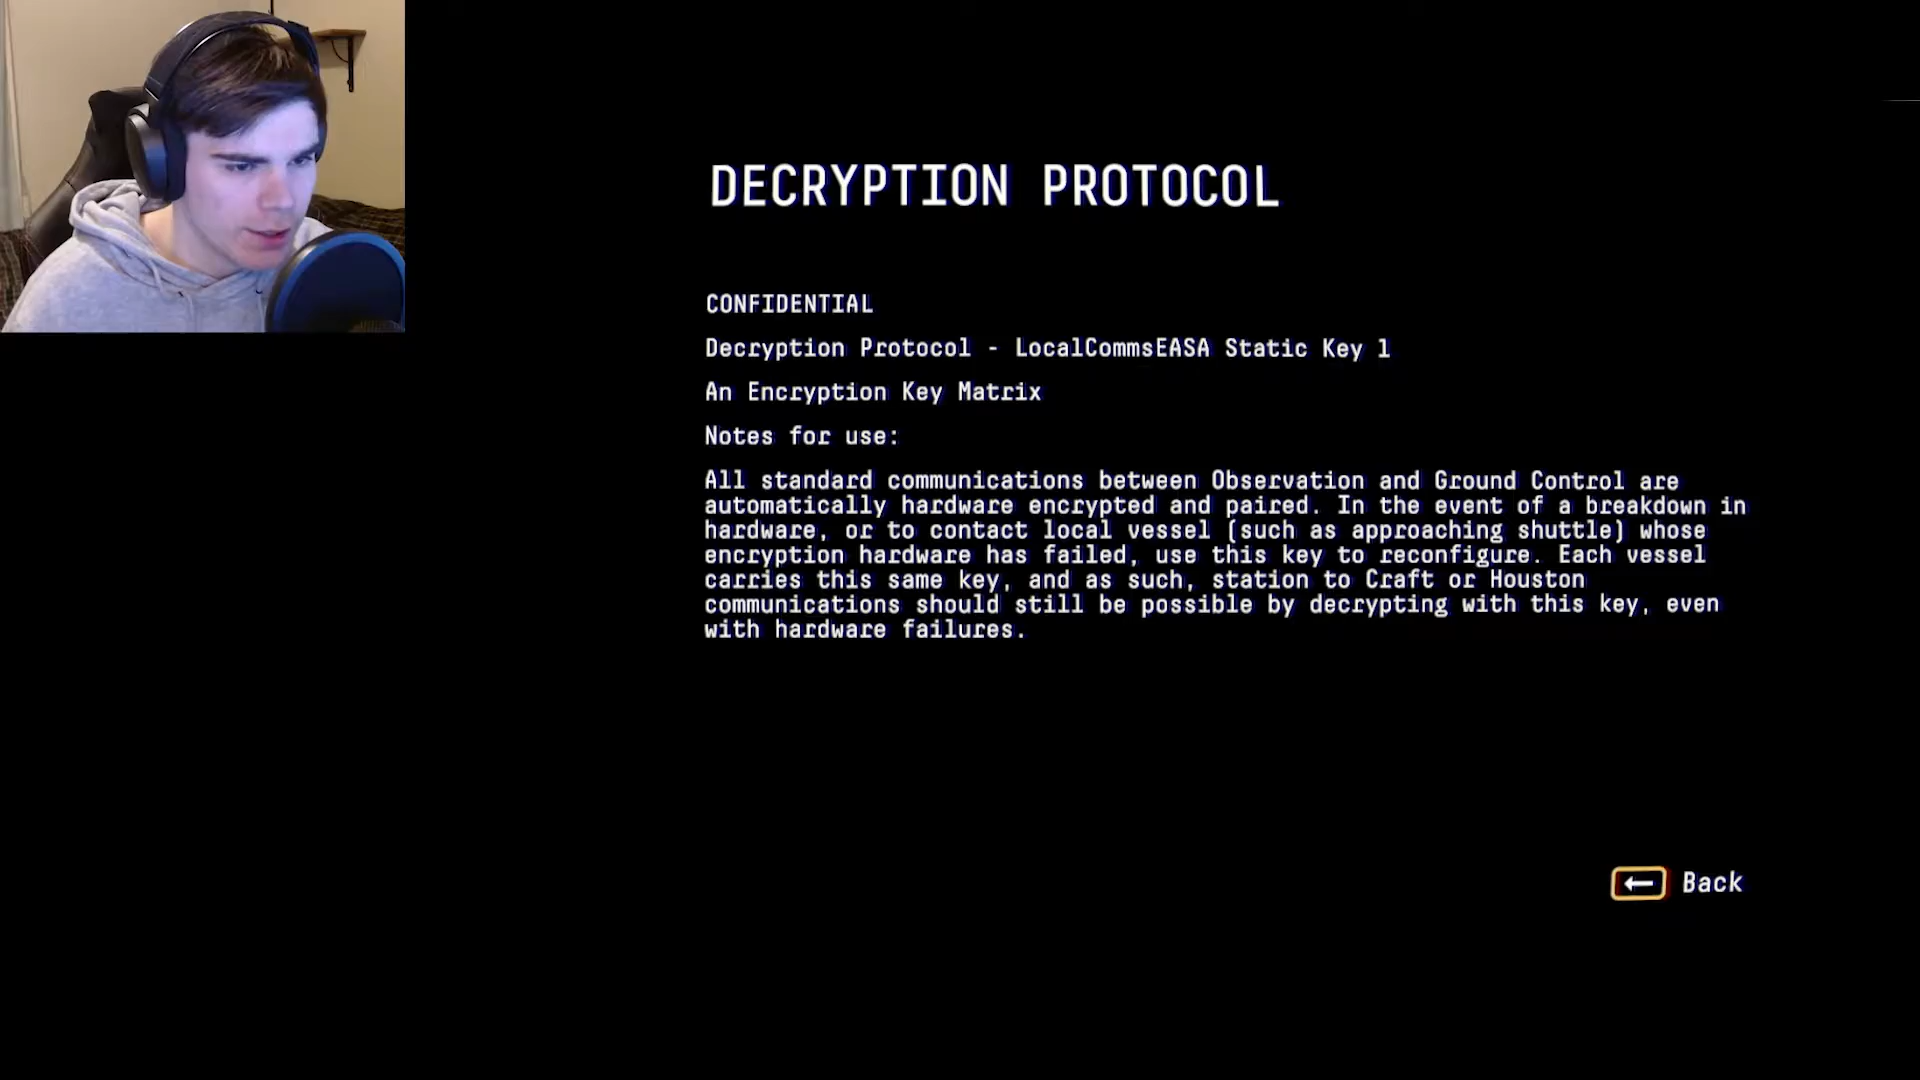 DECRYPTION PROTOCOL
CONFIDENTIAL
Decryption Protocol - LocalCommsEASA Static Key 1
An Encryption Key Matrix
Notes for use:
All standard communications between Observation and Ground Control are
automatically hardware encrypted and paired. In the event of a breakdown in
hardware, or to contact local vessel (such as approaching shuttle) whose
encryption hardware has failed, use this key to reconfigure. Each vessel
carries this same key, and as such, station to Craft or Houston
communications should still be possible by decrypting with this key, even
with hardware failures.
Back